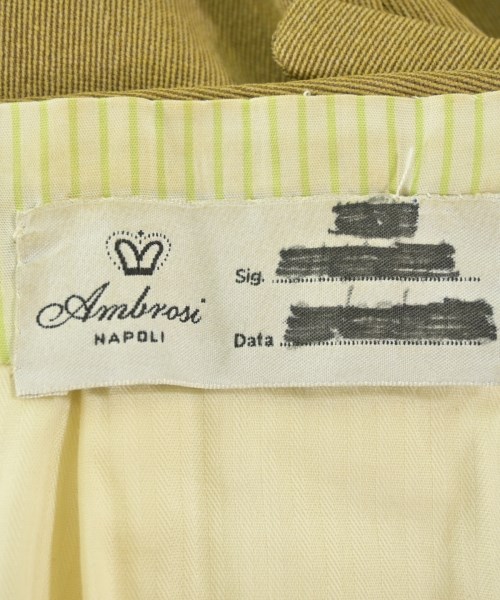 Ambrosi
NAPOLI
Sig.
Data